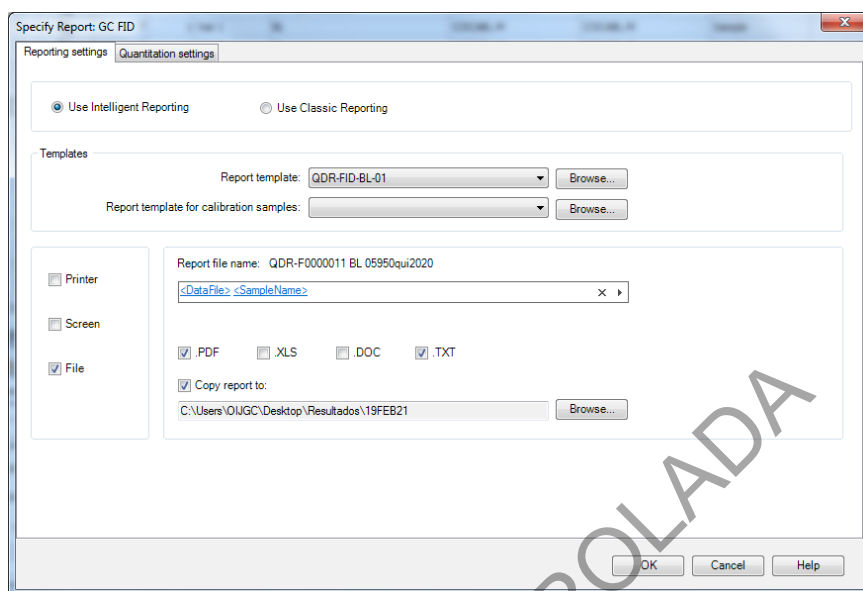 Specify Report: GC FID
Reporting settings
Quantitation settings
Use Intelligent Reporting
Use Classic Reporting
Templates
Report template:
QDR-FID-BL-01
Browse...
Report template for calibration samples:
Browse...
Printer
Screen
File
Report file name: QDR-F0000011 BL 05950qui2020
<DataFile> <SampleName>
.PDF
.XLS
.DOC
.TXT
Copy report to:
C:\Users\OIJGC\Desktop\Resultados\19FEB21
Browse...
OK
Cancel
Help
OLADA